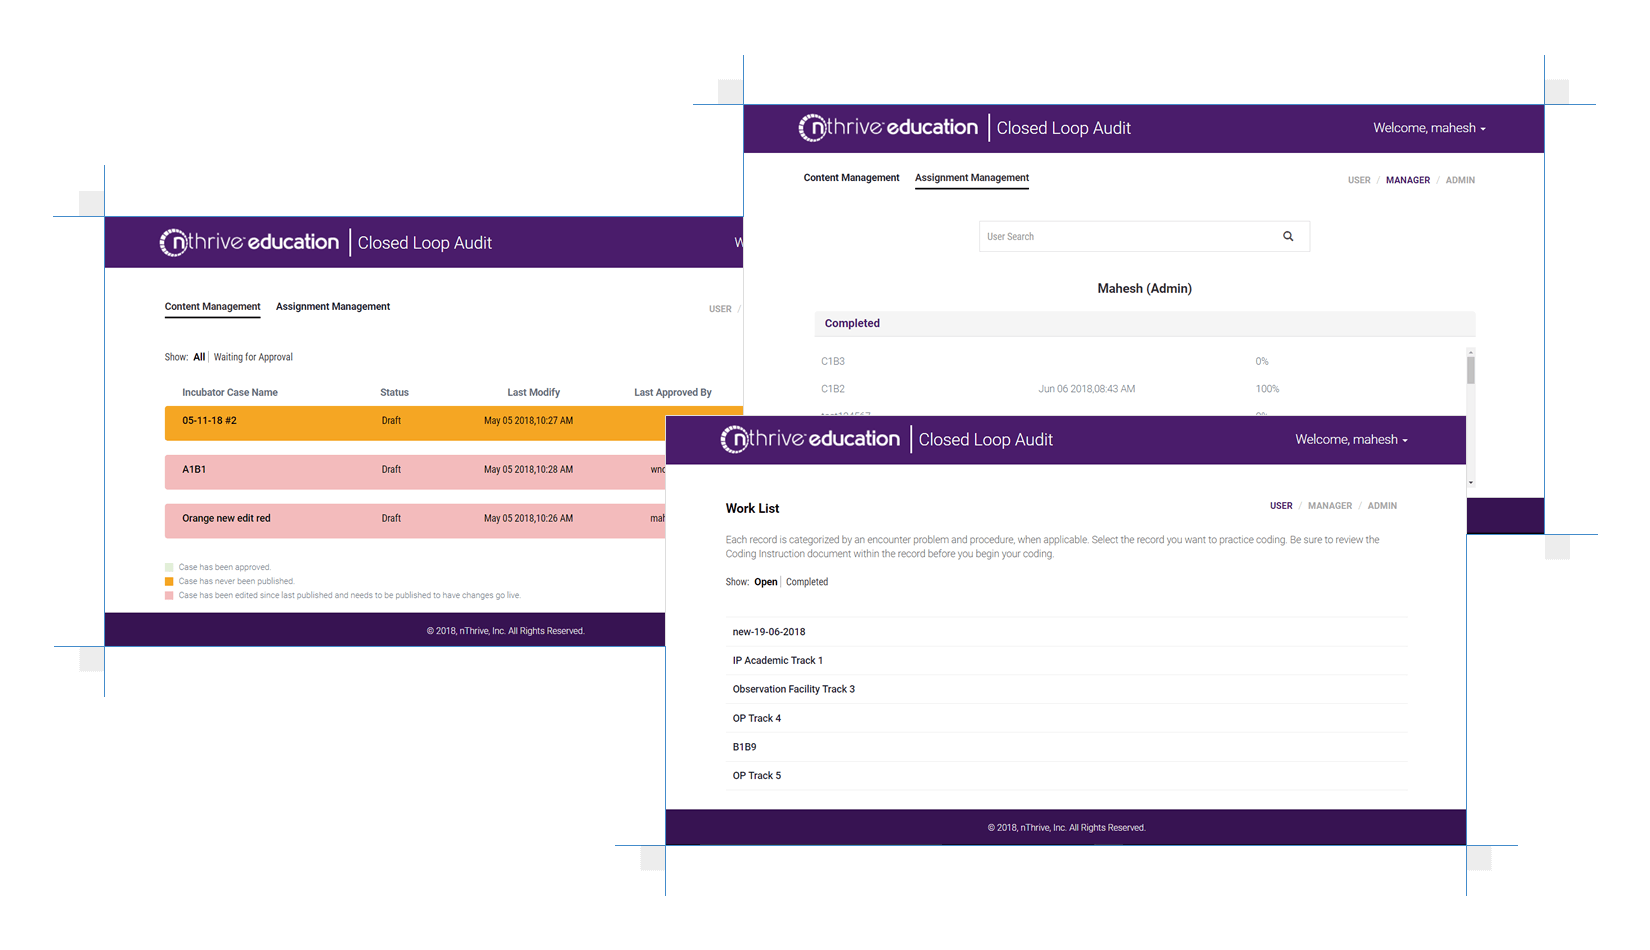 nthrive education | Closed Loop Audit
Welcome, mahesh
Content Management Assignment Management
USER / MANAGER / ADMIN
User Search
Mahesh (Admin)
Completed
C1B3 0%
C1B2 Jun 06 2018,08:43 AM 100%
nthrive education | Closed Loop Audit
W
Content Management Assignment Management
USER /
Show: All | Waiting for Approval
Incubator Case Name Status Last Modify Last Approved By
05-11-18 #2 Draft May 05 2018,10:27 AM
A1B1 Draft May 05 2018,10:28 AM
Orange new edit red Draft May 05 2018,10:26 AM
Case has been approved.
Case has never been published.
Case has been edited since last published and needs to be published to have changes go live.
© 2018, nThrive, Inc. All Rights Reserved.
nthrive education | Closed Loop Audit
Welcome, mahesh
Work List
USER / MANAGER / ADMIN
Each record is categorized by an encounter problem and procedure, when applicable. Select the record you want to practice coding. Be sure to review the
Coding Instruction document within the record before you begin your coding.
Show: Open | Completed
new-19-06-2018
IP Academic Track 1
Observation Facility Track 3
OP Track 4
B1B9
OP Track 5
© 2018, nThrive, Inc. All Rights Reserved.